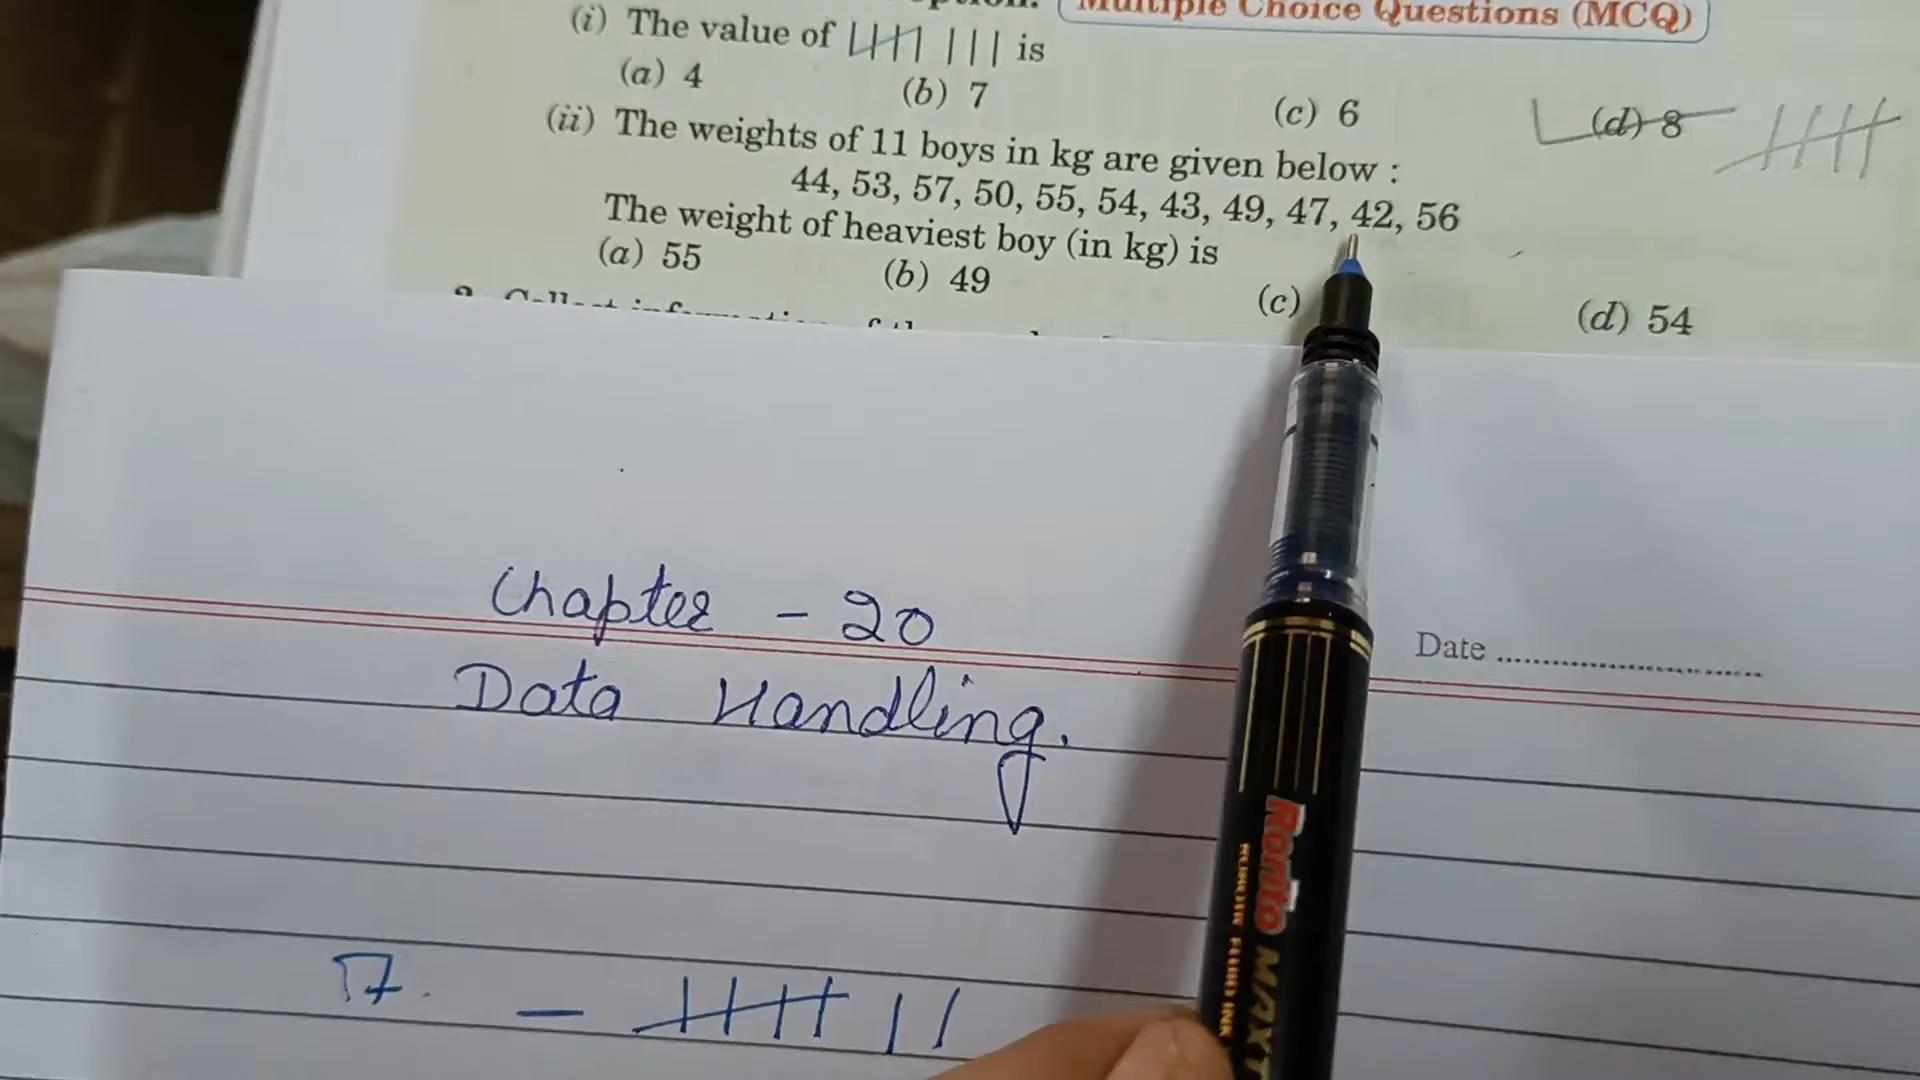 Multiple Choice Questions (MCQ)
(i) The value of 𝍸 ||| is
(a) 4 (b) 7 (c) 6 (d) 8
(ii) The weights of 11 boys in kg are given below :
44, 53, 57, 50, 55, 54, 43, 49, 47, 42, 56
The weight of heaviest boy (in kg) is
(a) 55 (b) 49 (c) (d) 54
Chapter - 20
Date ..............................
Data Handling.
7. - 𝍸 ||
Rorito MAXT